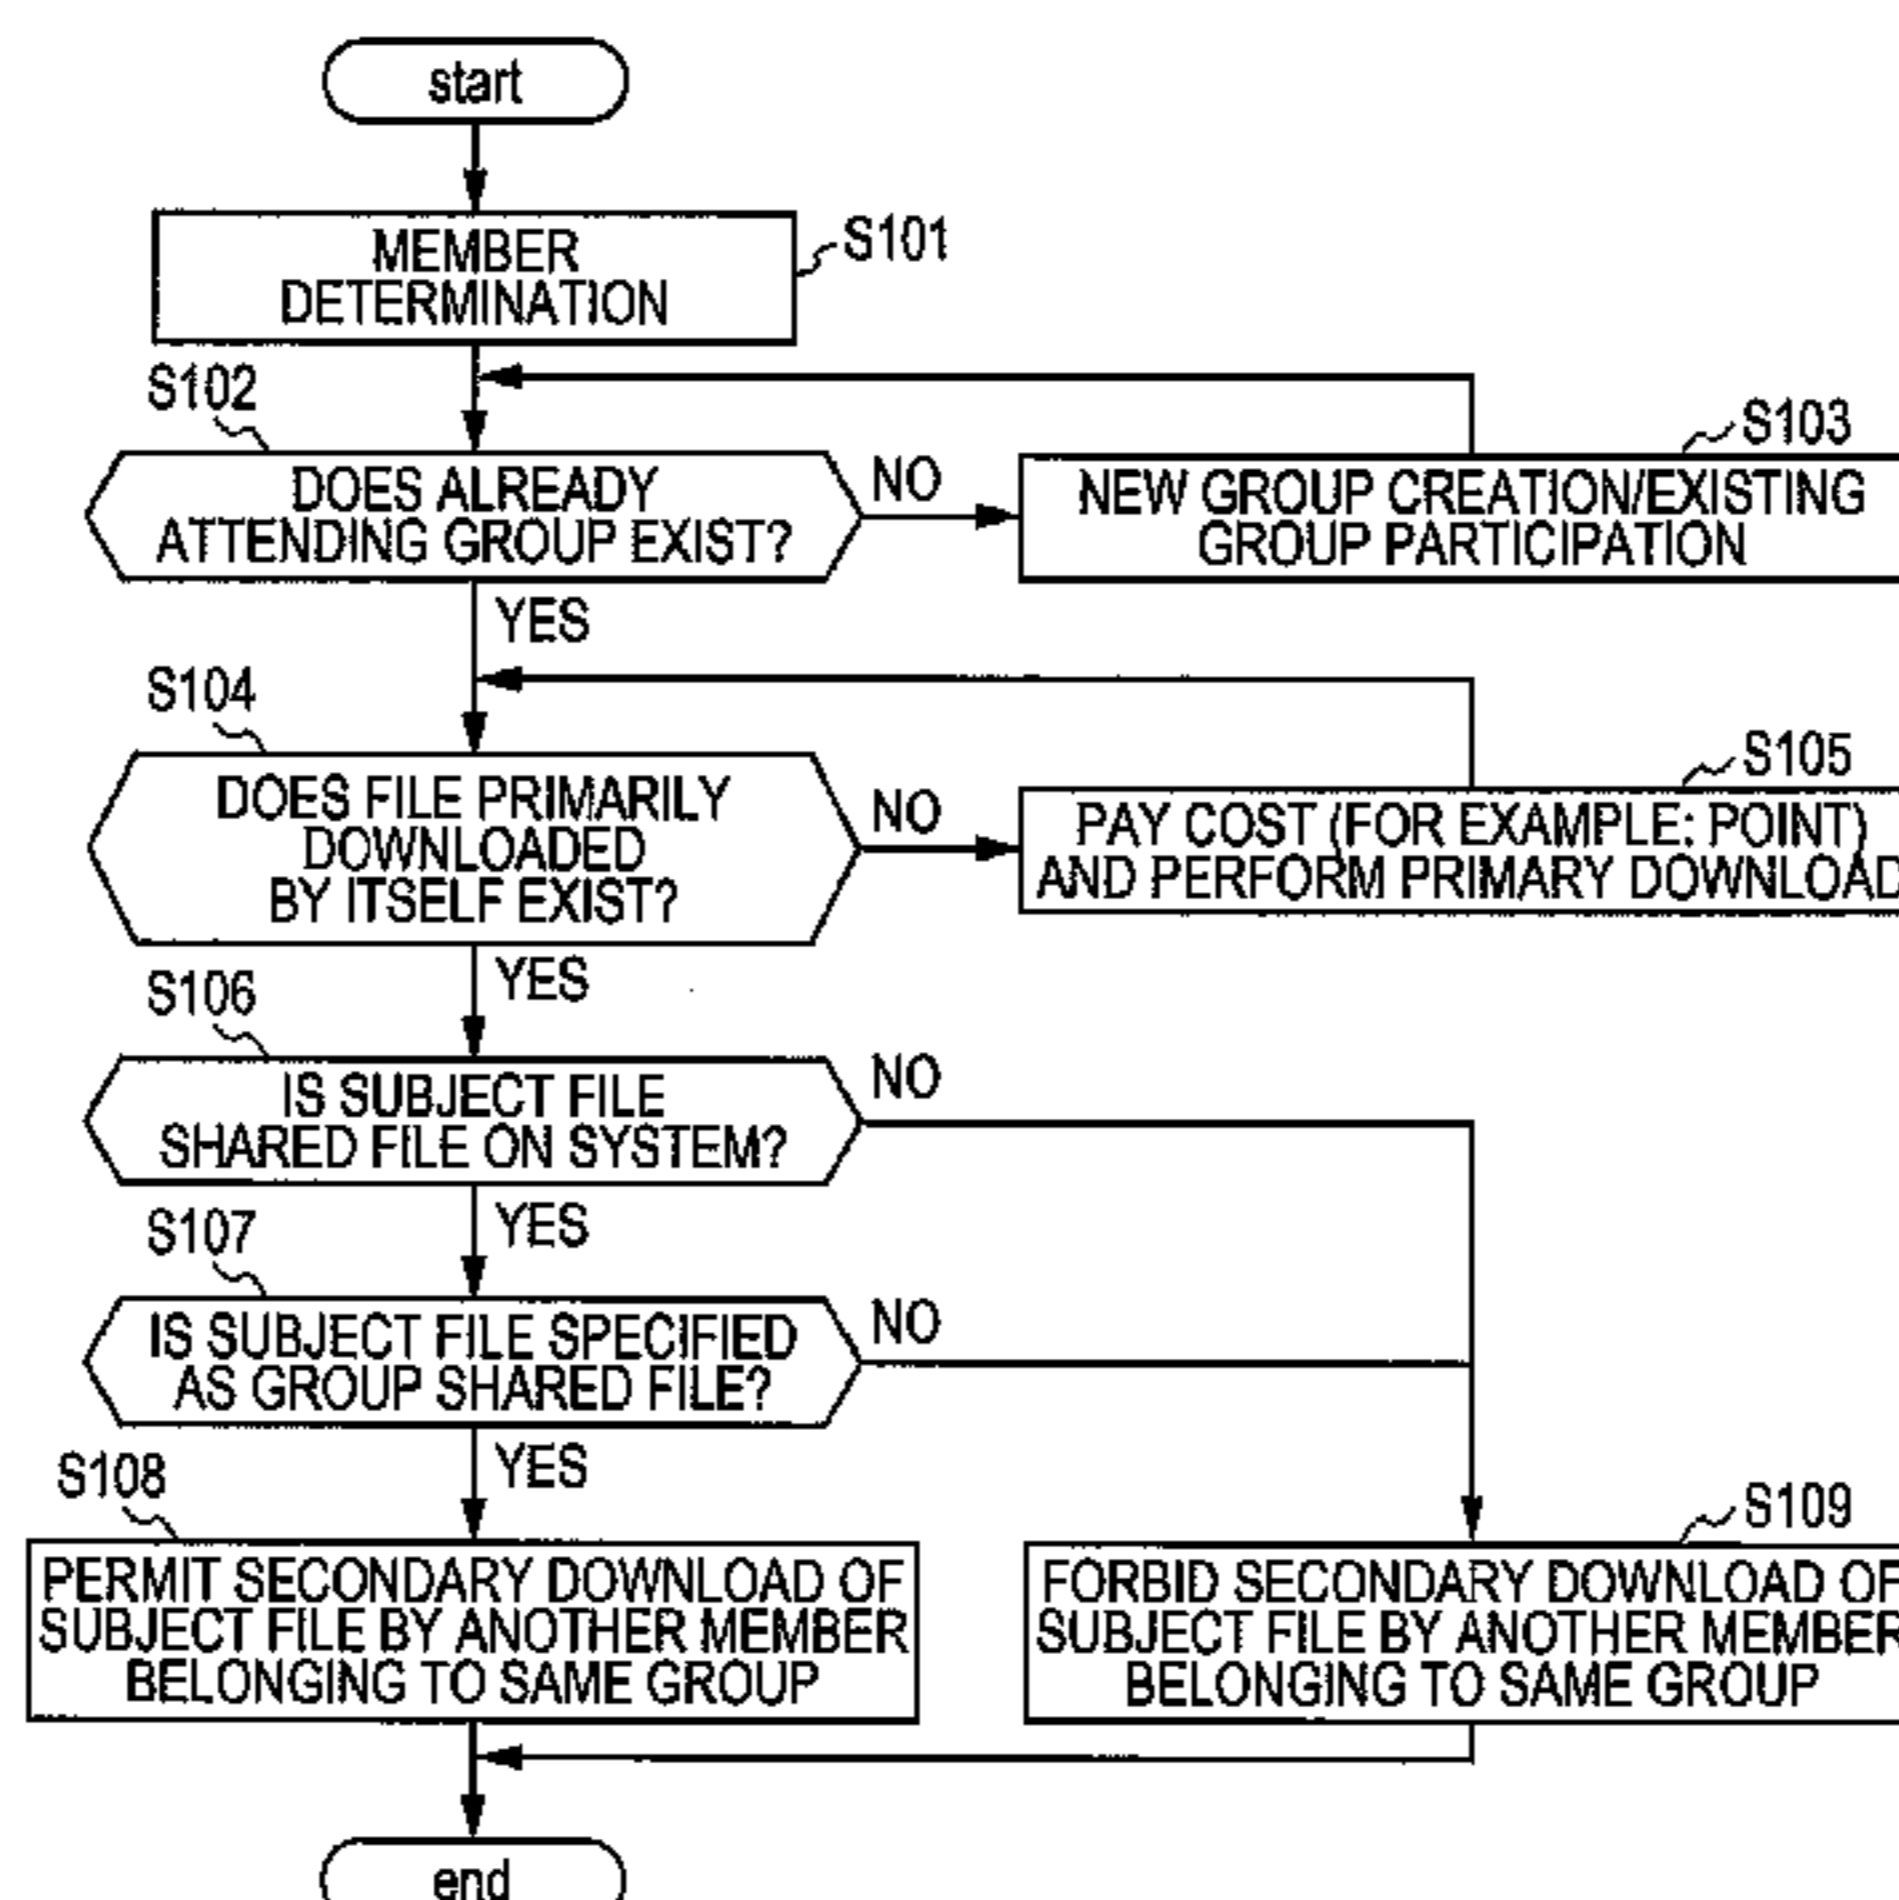 start
MEMBER
DETERMINATION
S101
S102
DOES ALREADY
ATTENDING GROUP EXIST?
NO
S103
NEW GROUP CREATION/EXISTING
GROUP PARTICIPATION
YES
S104
DOES FILE PRIMARILY
DOWNLOADED
BY ITSELF EXIST?
NO
S105
PAY COST (FOR EXAMPLE: POINT)
AND PERFORM PRIMARY DOWNLOAD
YES
S106
IS SUBJECT FILE
SHARED FILE ON SYSTEM?
NO
YES
S107
IS SUBJECT FILE SPECIFIED
AS GROUP SHARED FILE?
NO
YES
S108
PERMIT SECONDARY DOWNLOAD OF
SUBJECT FILE BY ANOTHER MEMBER
BELONGING TO SAME GROUP
S109
FORBID SECONDARY DOWNLOAD OF
SUBJECT FILE BY ANOTHER MEMBER
BELONGING TO SAME GROUP
end